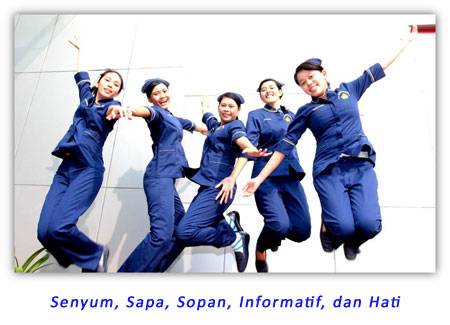 Senyum, Sapa, Sopan, Informatif, dan Hati